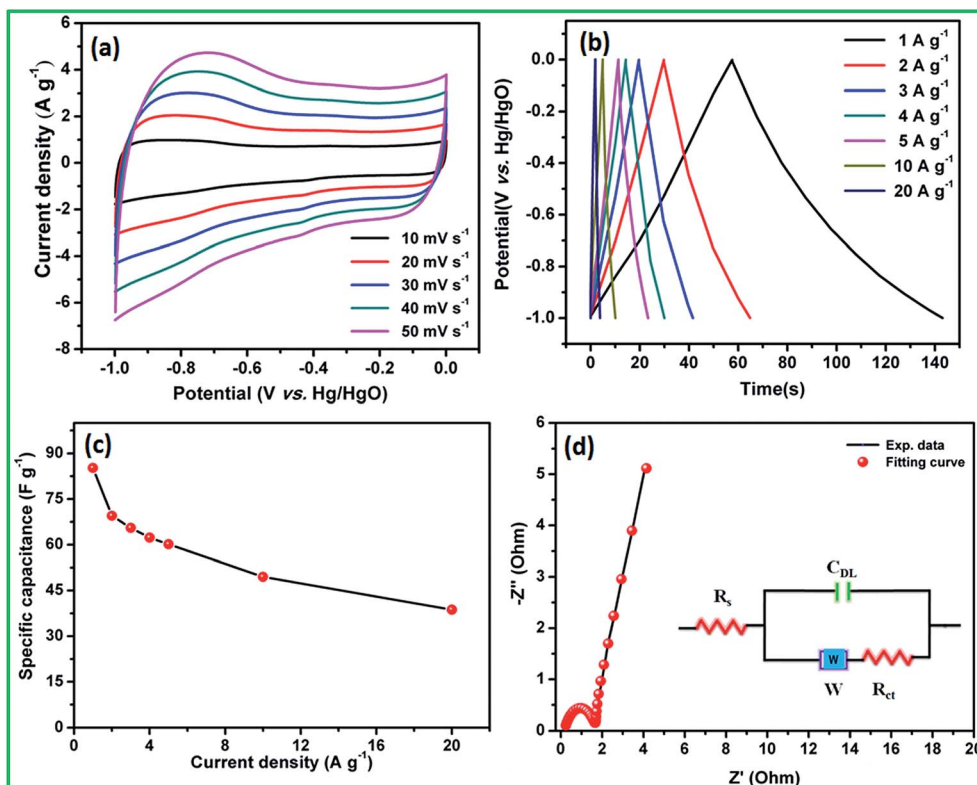 (a)
Current density (A g⁻¹)
6
4
2
0
-2
-4
-6
-8
10 mV s⁻¹
20 mV s⁻¹
30 mV s⁻¹
40 mV s⁻¹
50 mV s⁻¹
-1.0 -0.8 -0.6 -0.4 -0.2 0.0
Potential (V vs. Hg/HgO)
(b)
Potential(V vs. Hg/HgO)
0.0
-0.2
-0.4
-0.6
-0.8
-1.0
1 A g⁻¹
2 A g⁻¹
3 A g⁻¹
4 A g⁻¹
5 A g⁻¹
10 A g⁻¹
20 A g⁻¹
0 20 40 60 80 100 120 140
Time(s)
(c)
Specific capacitance (F g⁻¹)
90
75
60
45
30
15
0
0 4 8 12 16 20
Current density (A g⁻¹)
(d)
-Z'' (Ohm)
-6
5
4
3
2
1
0
Exp. data
Fitting curve
C_DL
R_s
W
W
R_ct
0 2 4 6 8 10 12 14 16 18 20
Z' (Ohm)